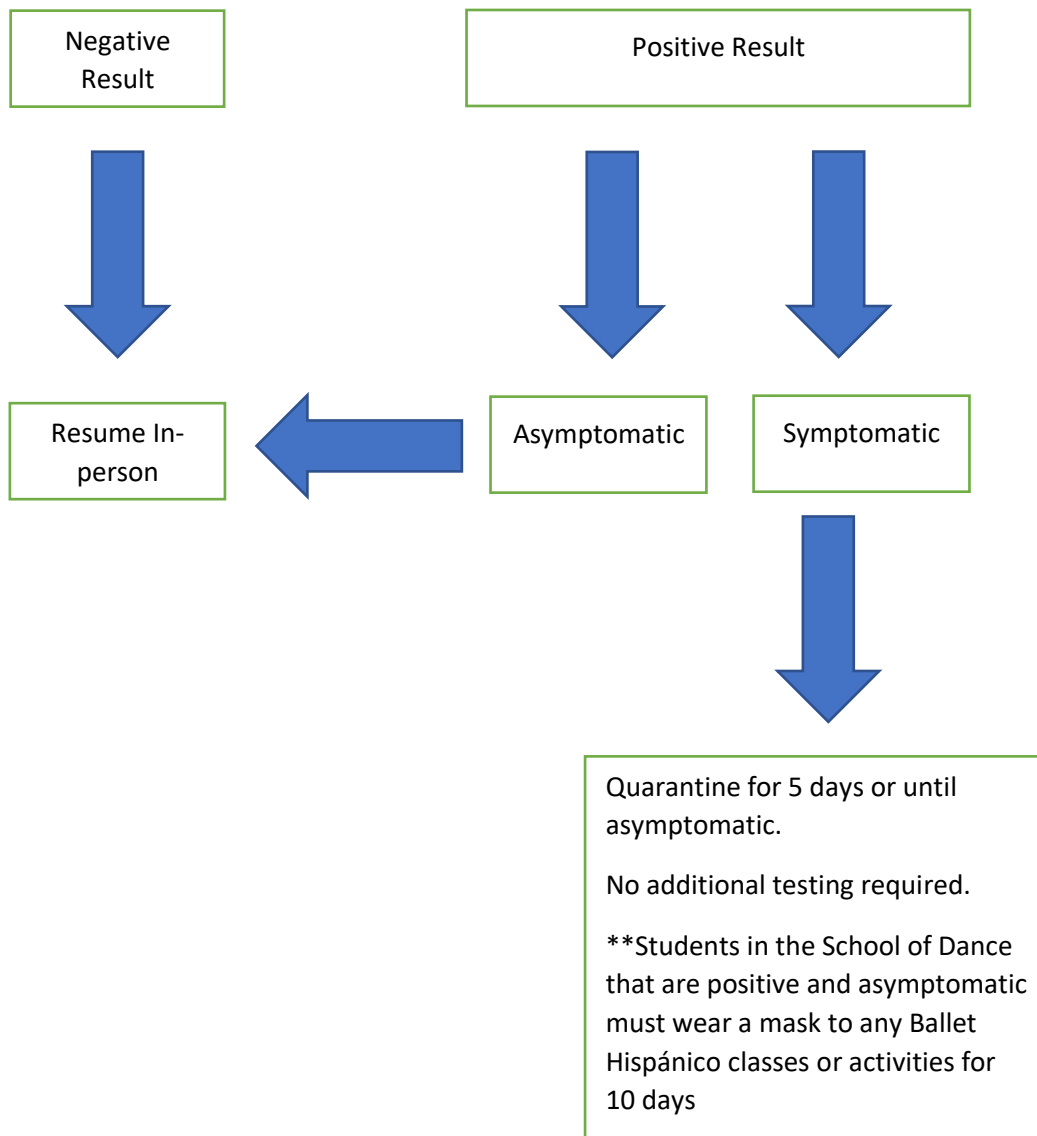 Negative
Result
Positive Result
Resume In-
person
Asymptomatic
Symptomatic
Quarantine for 5 days or until
asymptomatic.
No additional testing required.
**Students in the School of Dance
that are positive and asymptomatic
must wear a mask to any Ballet
Hispánico classes or activities for
10 days